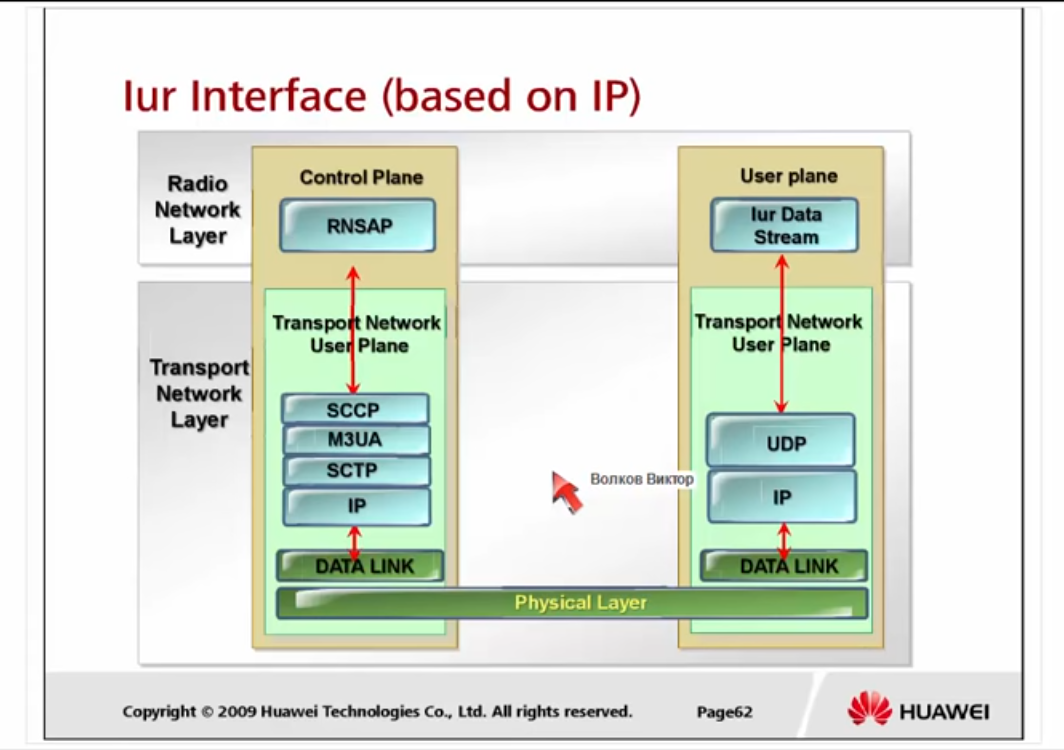 Iur Interface (based on IP)
Radio
Network
Layer
Control Plane
RNSAP
User plane
Iur Data
Stream
Transport
Network
Layer
Transport Network
User Plane
SCCP
M3UA
SCTP
IP
DATA LINK
Transport Network
User Plane
UDP
IP
DATA LINK
Physical Layer
Волков Виктор
Copyright © 2009 Huawei Technologies Co., Ltd. All rights reserved.
Page62
HUAWEI